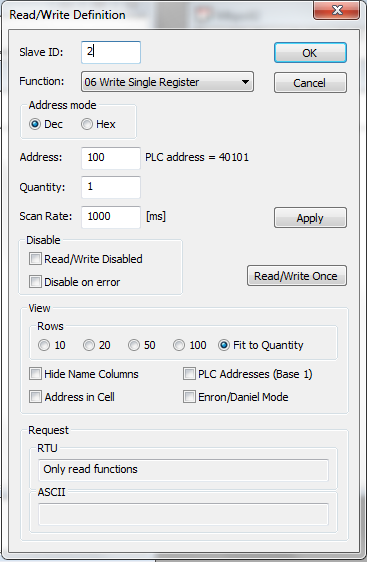 Read/Write Definition
Slave ID: 2 OK
Function: 06 Write Single Register Cancel
Address mode
Dec Hex
Address: 100 PLC address = 40101
Quantity: 1
Scan Rate: 1000 [ms] Apply
Disable
Read/Write Disabled
Disable on error
Read/Write Once
View
Rows
10 20 50 100 Fit to Quantity
Hide Name Columns PLC Addresses (Base 1)
Address in Cell Enron/Daniel Mode
Request
RTU
Only read functions
ASCII